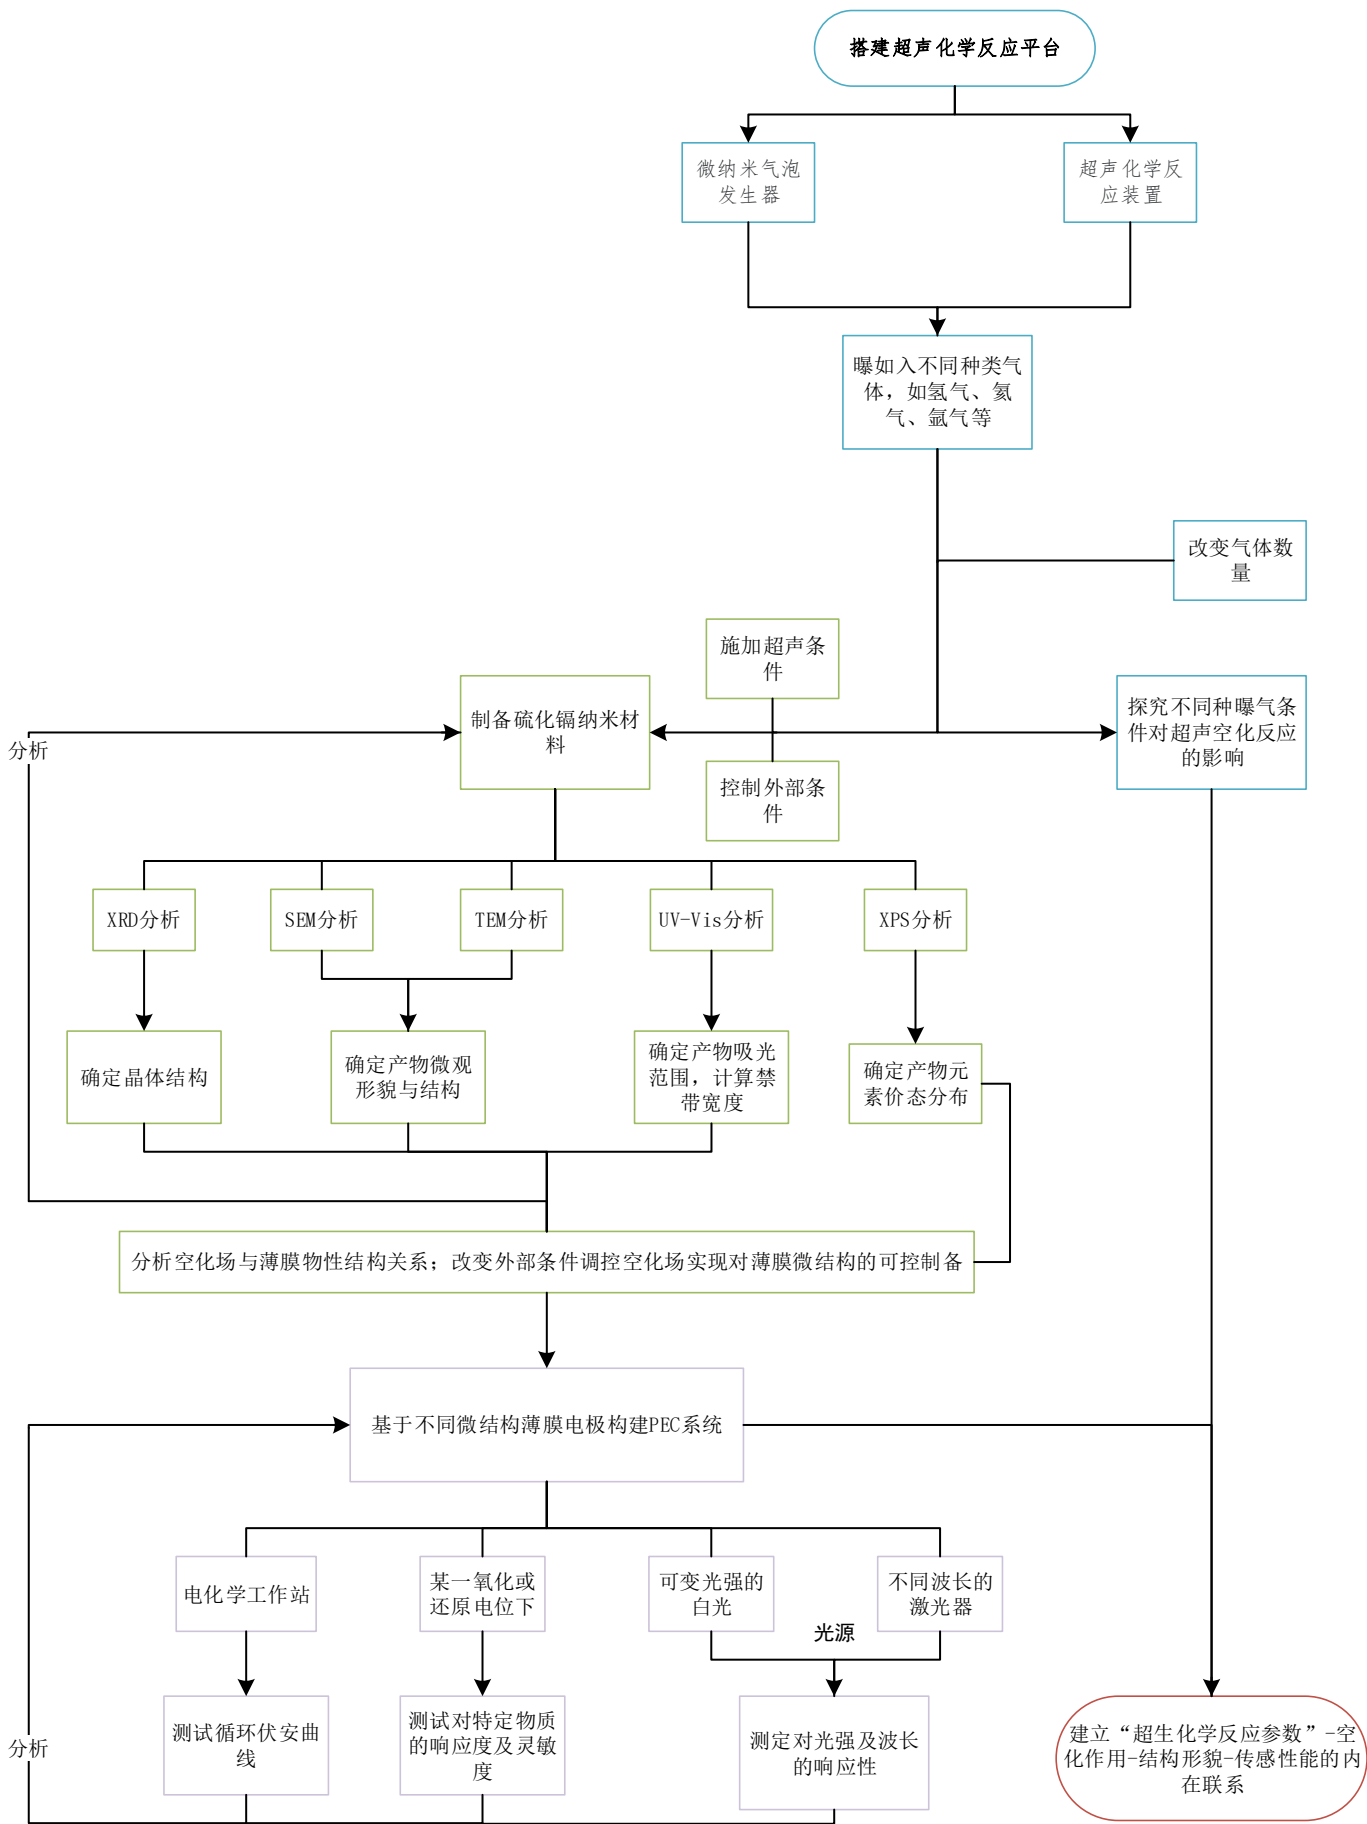 搭建超声化学反应平台
微纳米气泡
发生器
超声化学反
应装置
曝如入不同种类气
体，如氢气、氦
气、氩气等
改变气体数
量
施加超声条
件
制备硫化镉纳米材
料
探究不同种曝气条
件对超声空化反应
的影响
分析
控制外部条
件
XRD分析
SEM分析
TEM分析
UV-Vis分析
XPS分析
确定晶体结构
确定产物微观
形貌与结构
确定产物吸光
范围，计算禁
带宽度
确定产物元
素价态分布
分析空化场与薄膜物性结构关系；改变外部条件调控空化场实现对薄膜微结构的可控制备
基于不同微结构薄膜电极构建PEC系统
电化学工作站
某一氧化或
还原电位下
可变光强的
白光
不同波长的
激光器
光源
分析
测试循环伏安曲
线
测试对特定物质
的响应度及灵敏
度
测定对光强及波长
的响应性
建立“超生化学反应参数”-空
化作用-结构形貌-传感性能的内
在联系